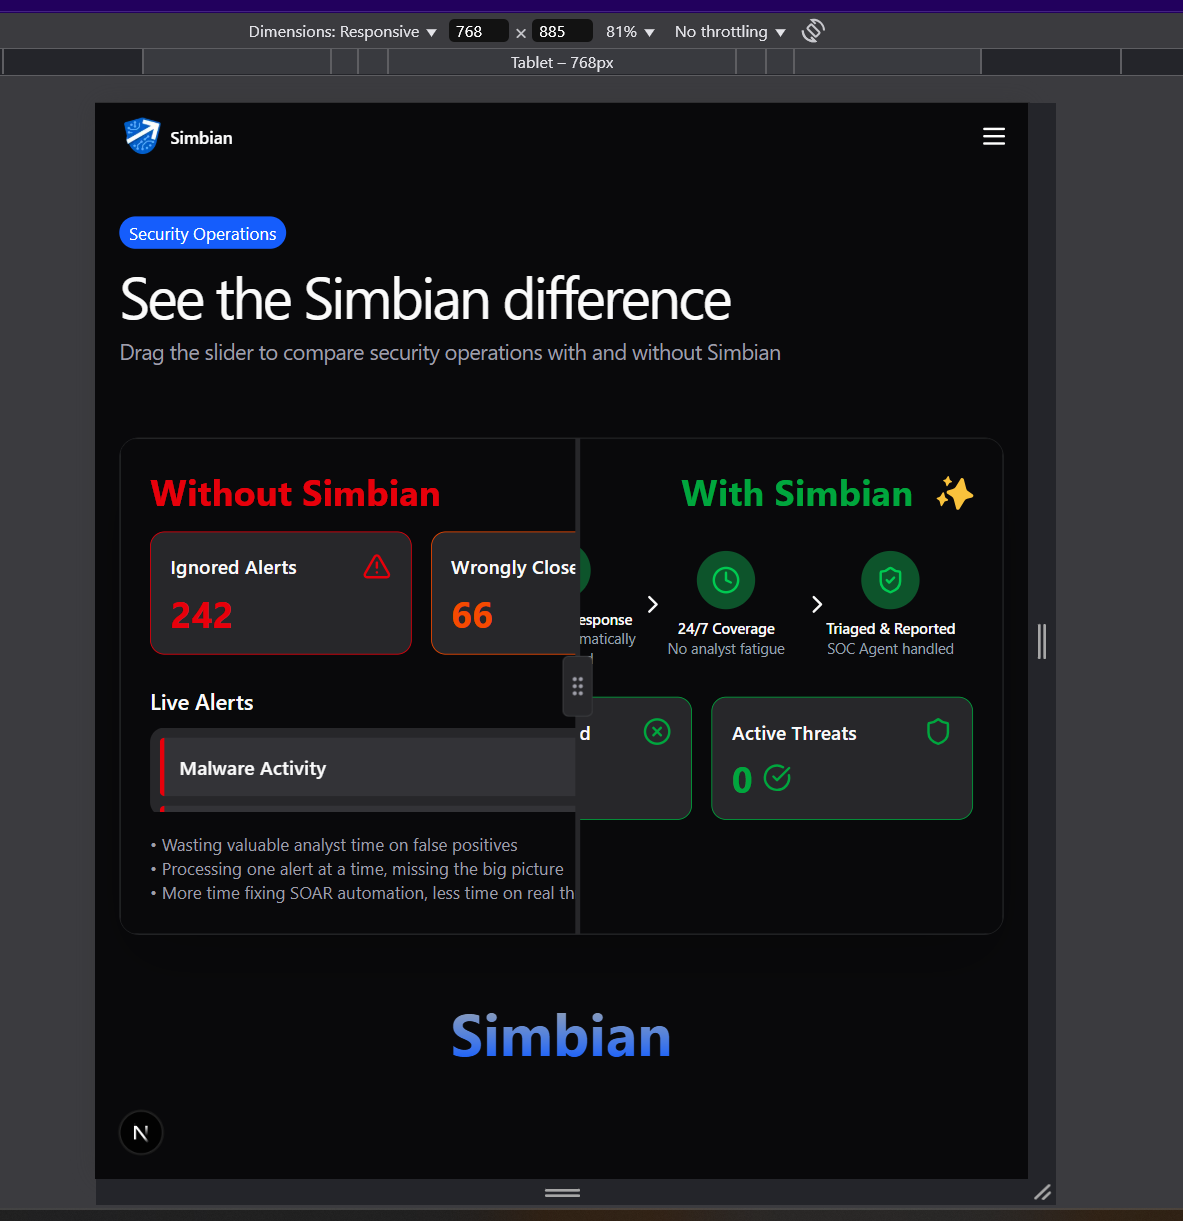 Dimensions: Responsive ▼ 768 × 885 81% ▼ No throttling ▼
Tablet – 768px
Simbian
Security Operations
See the Simbian difference
Drag the slider to compare security operations with and without Simbian
Without Simbian
With Simbian
Ignored Alerts
242
Wrongly Close
66
esponse
matically
d
24/7 Coverage
No analyst fatigue
Triaged & Reported
SOC Agent handled
Live Alerts
Malware Activity
d
Active Threats
0
• Wasting valuable analyst time on false positives
• Processing one alert at a time, missing the big picture
• More time fixing SOAR automation, less time on real th
Simbian
N